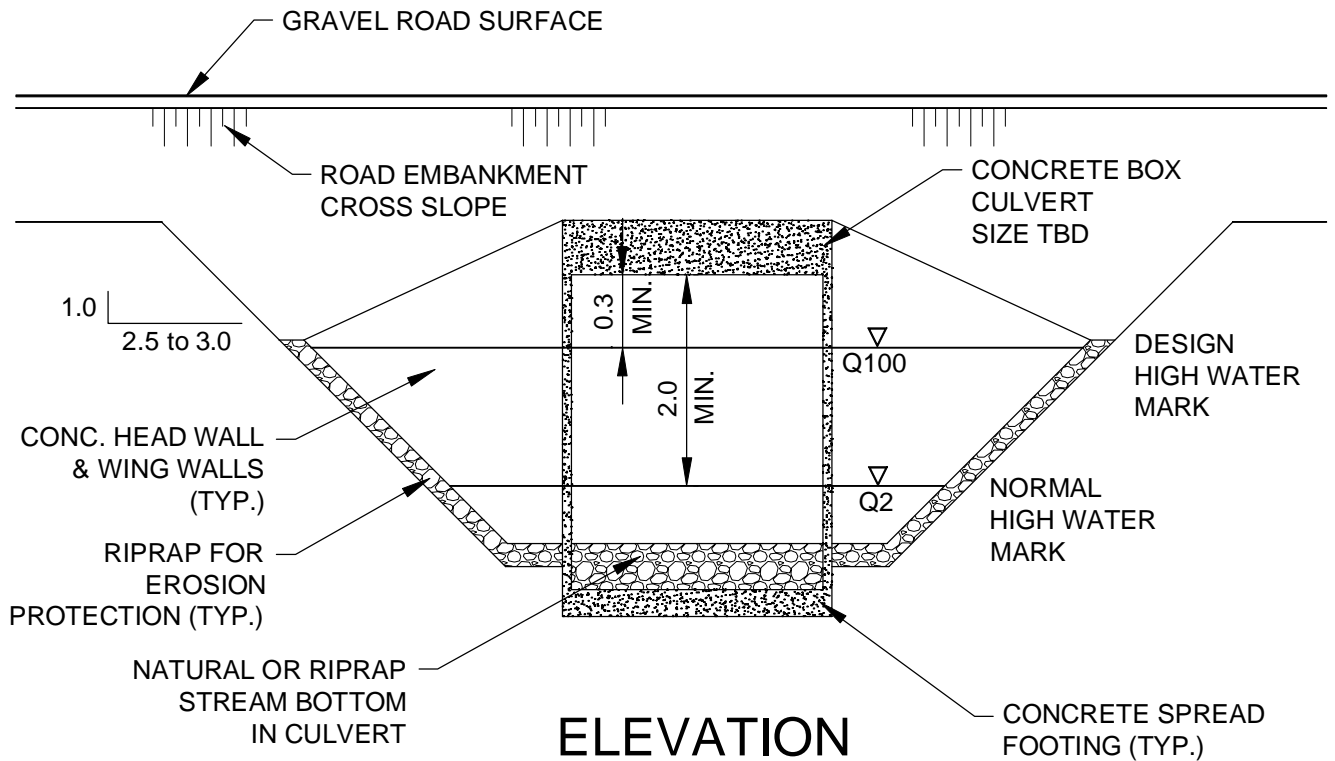 GRAVEL ROAD SURFACE
ROAD EMBANKMENT
CROSS SLOPE
CONCRETE BOX
CULVERT
SIZE TBD
1.0
2.5 to 3.0
0.3
MIN.
2.0
MIN.
Q100
DESIGN
HIGH WATER
MARK
CONC. HEAD WALL
& WING WALLS
(TYP.)
Q2
NORMAL
HIGH WATER
MARK
RIPRAP FOR
EROSION
PROTECTION (TYP.)
NATURAL OR RIPRAP
STREAM BOTTOM
IN CULVERT
CONCRETE SPREAD
FOOTING (TYP.)
ELEVATION